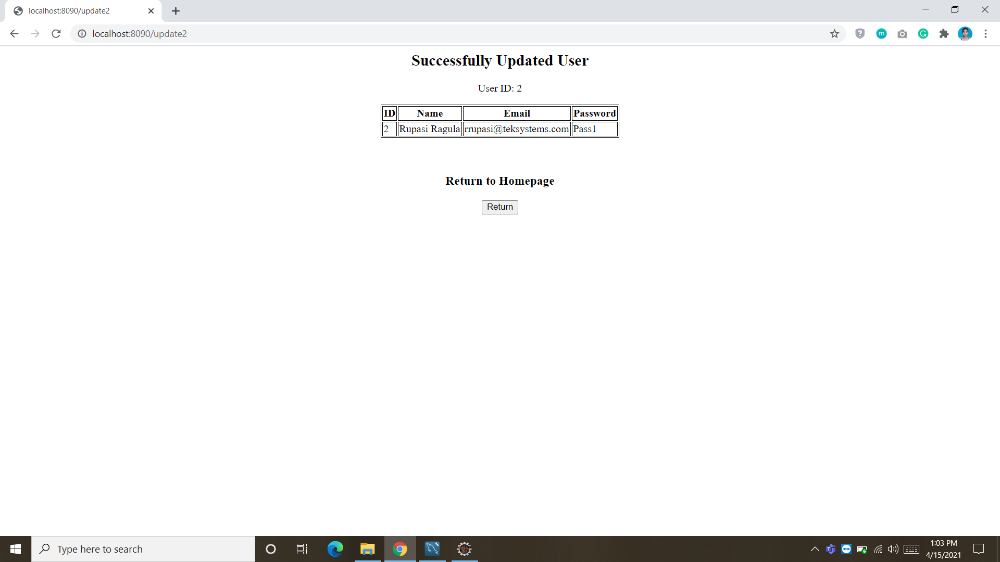 localhost:8090/update2
localhost:8090/update2
Successfully Updated User
User ID: 2
ID Name Email Password
2 Rupasi Ragula rrupasi@teksystems.com Pass1
Return to Homepage
Return
Type here to search
1:03 PM
4/15/2021